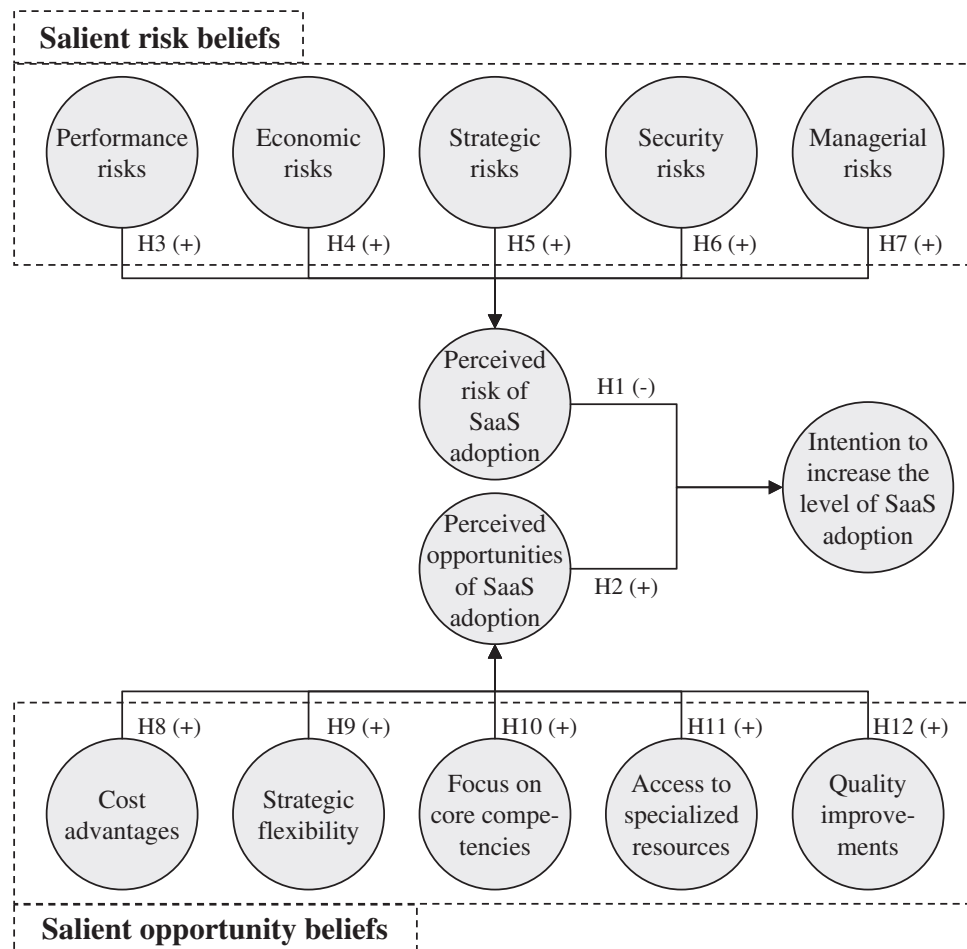 Salient risk beliefs
Performance
risks
Economic
risks
Strategic
risks
Security
risks
Managerial
risks
H3 (+)
H4 (+)
H5 (+)
H6 (+)
H7 (+)
Perceived
risk of
SaaS
adoption
H1 (-)
Intention to
increase the
level of SaaS
adoption
Perceived
opportunities
of SaaS
adoption
H2 (+)
H8 (+)
H9 (+)
H10 (+)
H11 (+)
H12 (+)
Cost
advantages
Strategic
flexibility
Focus on
core compe-
tencies
Access to
specialized
resources
Quality
improve-
ments
Salient opportunity beliefs